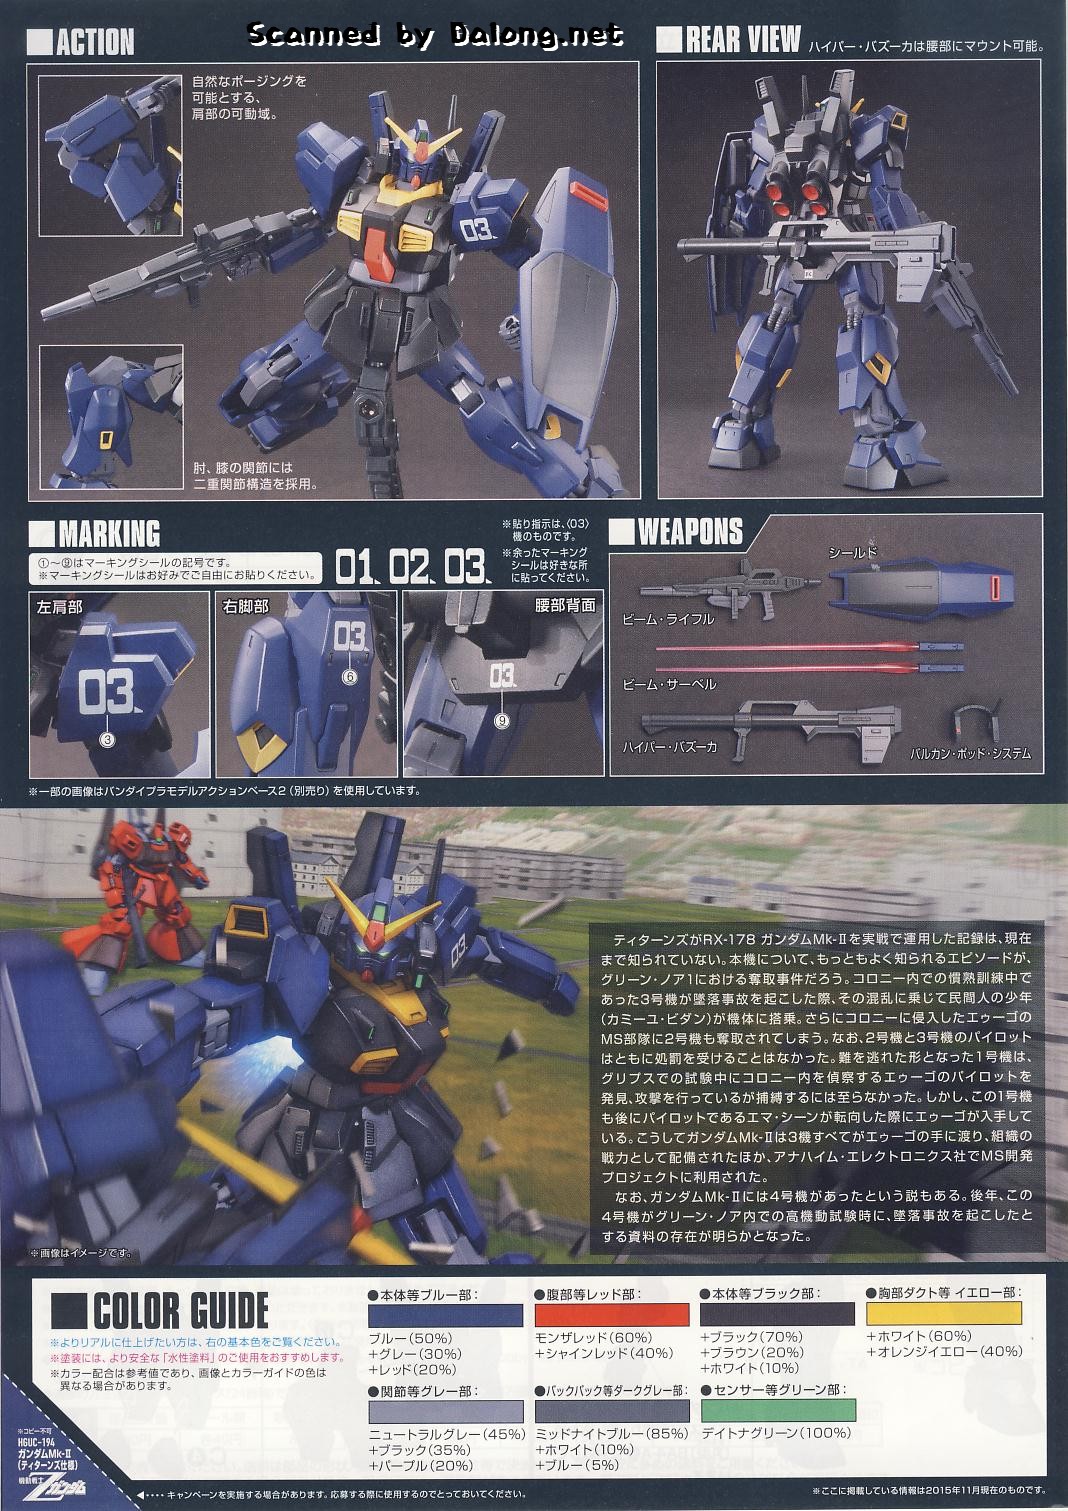 Scanned by Dalong.net
ACTION
自然なポージングを
可能とする、
肩部の可動域。
肘、膝の関節には
二重関節構造を採用。
03
REAR VIEW
ハイパー・バズーカは腰部にマウント可能。
MARKING
①～⑨はマーキングシールの記号です。
※マーキングシールはお好みでご自由にお貼りください。
01 02 03
※貼り指示は、〈03〉
機のものです。
※余ったマーキング
シールは好きな所
に貼ってください。
左肩部
03
③
右脚部
03
⑥
腰部背面
03
⑨
※一部の画像はバンダイプラモデルアクションベース2（別売り）を使用しています。
WEAPONS
シールド
ビーム・ライフル
ビーム・サーベル
ハイパー・バズーカ
バルカン・ポッド・システム
03
ティターンズがRX-178 ガンダムMk-Ⅱを実戦で運用した記録は、現在
まで知られていない。本機について、もっともよく知られるエピソードが、
グリーン・ノア1における奪取事件だろう。コロニー内での慣熟訓練中で
あった3号機が墜落事故を起こした際、その混乱に乗じて民間人の少年
(カミーユ・ビダン)が機体に搭乗。さらにコロニーに侵入したエゥーゴの
MS部隊に2号機も奪取されてしまう。なお、2号機と3号機のパイロット
はともに処罰を受けることはなかった。難を逃れた形となった1号機は、
グリプスでの試験中にコロニー内を偵察するエゥーゴのパイロットを
発見、攻撃を行っているが捕縛するには至らなかった。しかし、この1号機
も後にパイロットであるエマ・シーンが転向した際にエゥーゴが入手して
いる。こうしてガンダムMk-Ⅱは3機すべてがエゥーゴの手に渡り、組織の
戦力として配備されたほか、アナハイム・エレクトロニクス社でMS開発
プロジェクトに利用された。
なお、ガンダムMk-Ⅱには4号機があったという説もある。後年、この
4号機がグリーン・ノア内での高機動試験時に、墜落事故を起こしたと
する資料の存在が明らかとなった。
※画像はイメージです。
COLOR GUIDE
※よりリアルに仕上げたい方は、右の基本色をご覧ください。
※塗装には、より安全な「水性塗料」のご使用をおすすめします。
※カラー配合は参考値であり、画像とカラーガイドの色は
異なる場合があります。
●本体等ブルー部：
ブルー(50%)
+グレー(30%)
+レッド(20%)
●腹部等レッド部：
モンザレッド(60%)
+シャインレッド(40%)
●本体等ブラック部：
+ブラック(70%)
+ブラウン(20%)
+ホワイト(10%)
●胸部ダクト等 イエロー部：
+ホワイト(60%)
+オレンジイエロー(40%)
●関節等グレー部：
ニュートラルグレー(45%)
+ブラック(35%)
+パープル(20%)
●バックパック等ダークグレー部：
ミッドナイトブルー(85%)
+ホワイト(10%)
+ブルー(5%)
●センサー等グリーン部：
デイトナグリーン(100%)
※コピー不可
HGUC-194
ガンダムMk-Ⅱ
(ティターンズ仕様)
機動戦士
Zガンダム
◀････ キャンペーンを実施する場合があります。応募する際に使用するのでとっておいてください。
※ここに掲載している情報は2015年11月現在のものです。